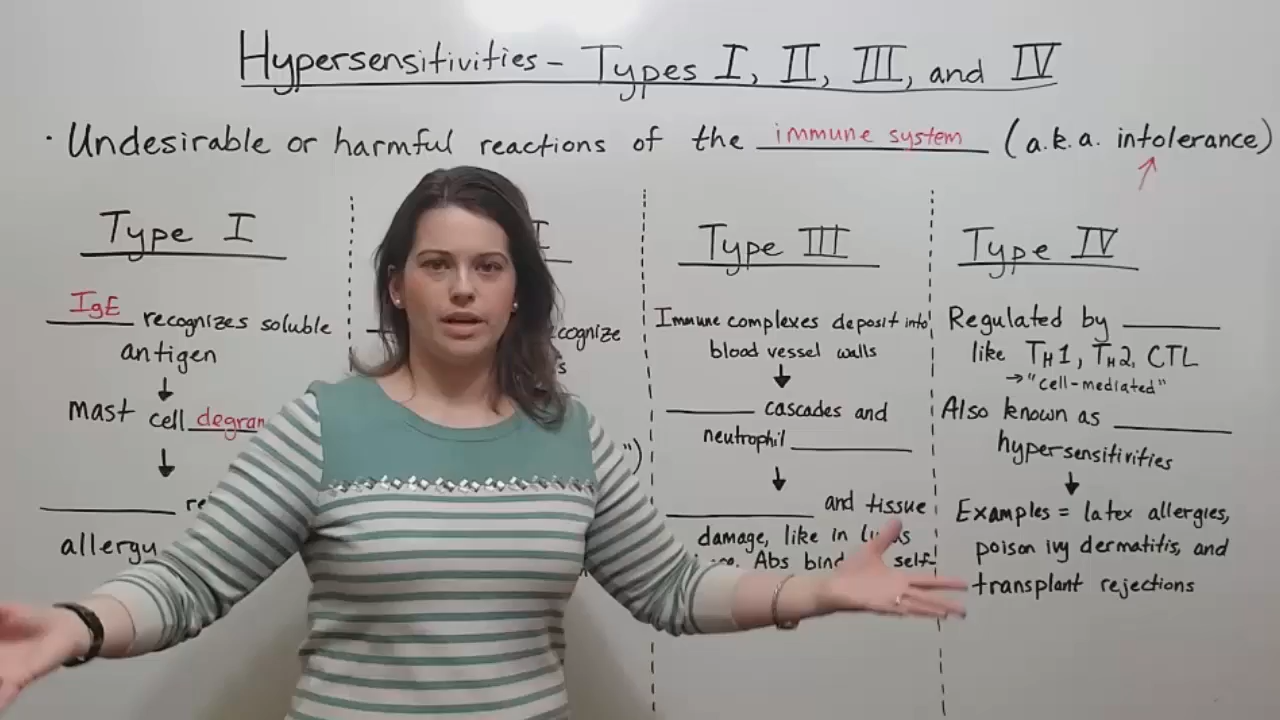 Hypersensitivities - Types I, II, III, and IV
· Undesirable or harmful reactions of the immune system (a.k.a. intolerance)
Type I
IgE recognizes soluble
antigen
mast cell
allergy
Type III
Immune complexes deposit into
blood vessel walls
cascades and
neutrophil
and tissue
damage, like in
Abs self-
Type IV
Regulated by
like TH1, TH2, CTL
→"cell-mediated"
Also known as
hypersensitivities
Examples = latex allergies,
poison ivy dermatitis, and
transplant rejections